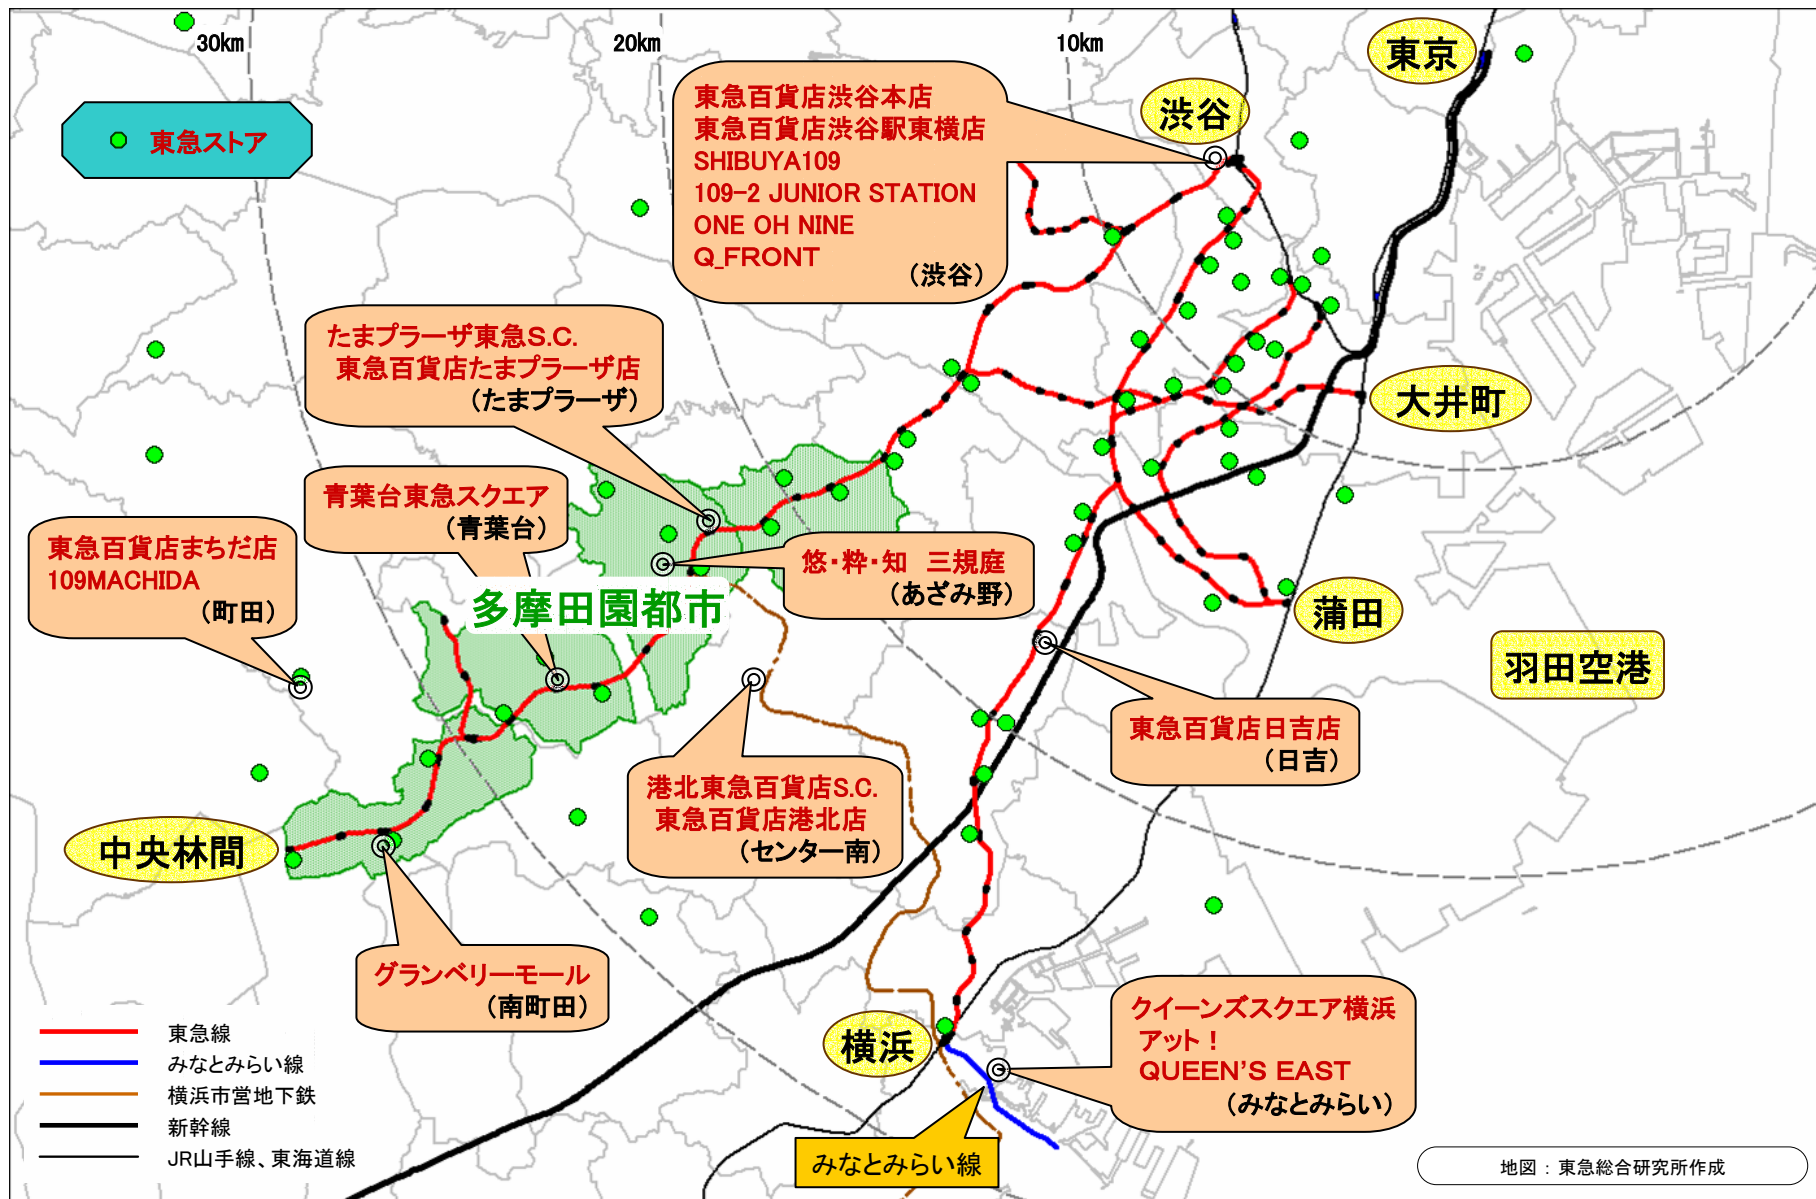 30km
20km
10km
東京
渋谷
東急ストア
東急百貨店渋谷本店
東急百貨店渋谷駅東横店
SHIBUYA109
109-2 JUNIOR STATION
ONE OH NINE
Q_FRONT
（渋谷）
たまプラーザ東急S.C.
東急百貨店たまプラーザ店
（たまプラーザ）
大井町
青葉台東急スクエア
（青葉台）
東急百貨店まちだ店
109MACHIDA
（町田）
悠・粋・知　三規庭
（あざみ野）
多摩田園都市
蒲田
羽田空港
東急百貨店日吉店
（日吉）
港北東急百貨店S.C.
東急百貨店港北店
（センター南）
中央林間
グランベリーモール
（南町田）
横浜
クイーンズスクエア横浜
アット！
QUEEN'S EAST
（みなとみらい）
みなとみらい線
東急線
みなとみらい線
横浜市営地下鉄
新幹線
JR山手線、東海道線
地図：東急総合研究所作成